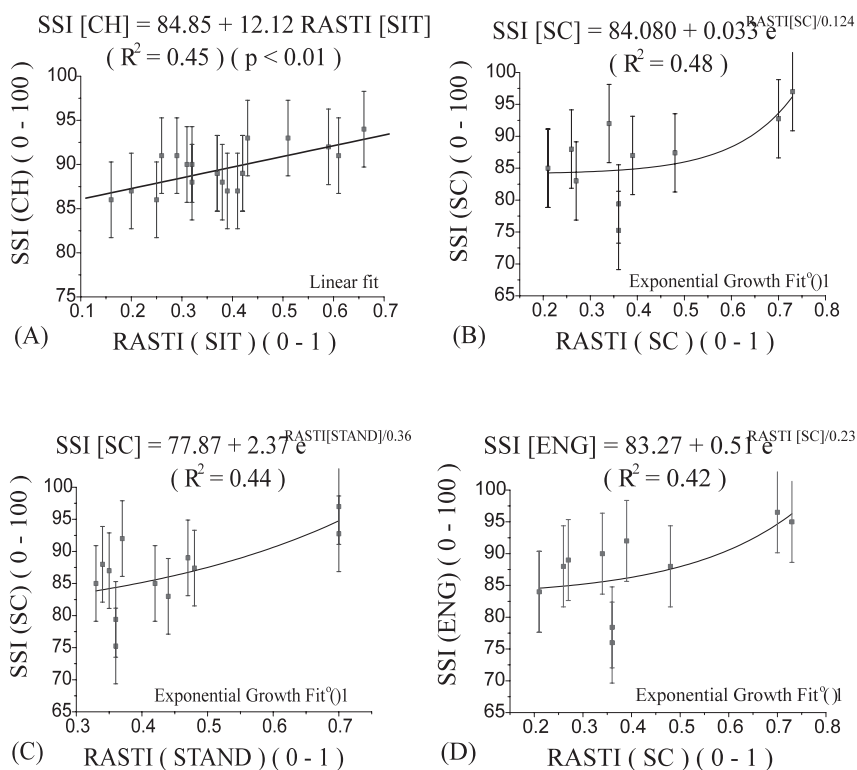 SSI [CH] = 84.85 + 12.12 RASTI [SIT]
( R² = 0.45 ) ( p < 0.01 )
SSI (CH) ( 0 - 100 )
100
95
90
85
80
75
0.1 0.2 0.3 0.4 0.5 0.6 0.7
Linear fit
(A)
RASTI ( SIT ) ( 0 - 1 )
SSI [SC] = 84.080 + 0.033 e^RASTI[SC]/0.124
( R² = 0.48 )
SSI (SC) ( 0 - 100 )
100
95
90
85
80
75
70
65
0.2 0.3 0.4 0.5 0.6 0.7 0.8
Exponential Growth Fit°()1
(B)
RASTI ( SC ) ( 0 - 1 )
SSI [SC] = 77.87 + 2.37 e^RASTI[STAND]/0.36
( R² = 0.44 )
SSI (SC) ( 0 - 100 )
100
95
90
85
80
75
70
65
0.3 0.4 0.5 0.6 0.7
Exponential Growth Fit°()1
(C)
RASTI ( STAND ) ( 0 - 1 )
SSI [ENG] = 83.27 + 0.51 e^RASTI [SC]/0.23
( R² = 0.42 )
SSI (ENG) ( 0 - 100 )
100
95
90
85
80
75
70
65
0.1 0.2 0.3 0.4 0.5 0.6 0.7 0.8
Exponential Growth Fit°()1
(D)
RASTI ( SC ) ( 0 - 1 )